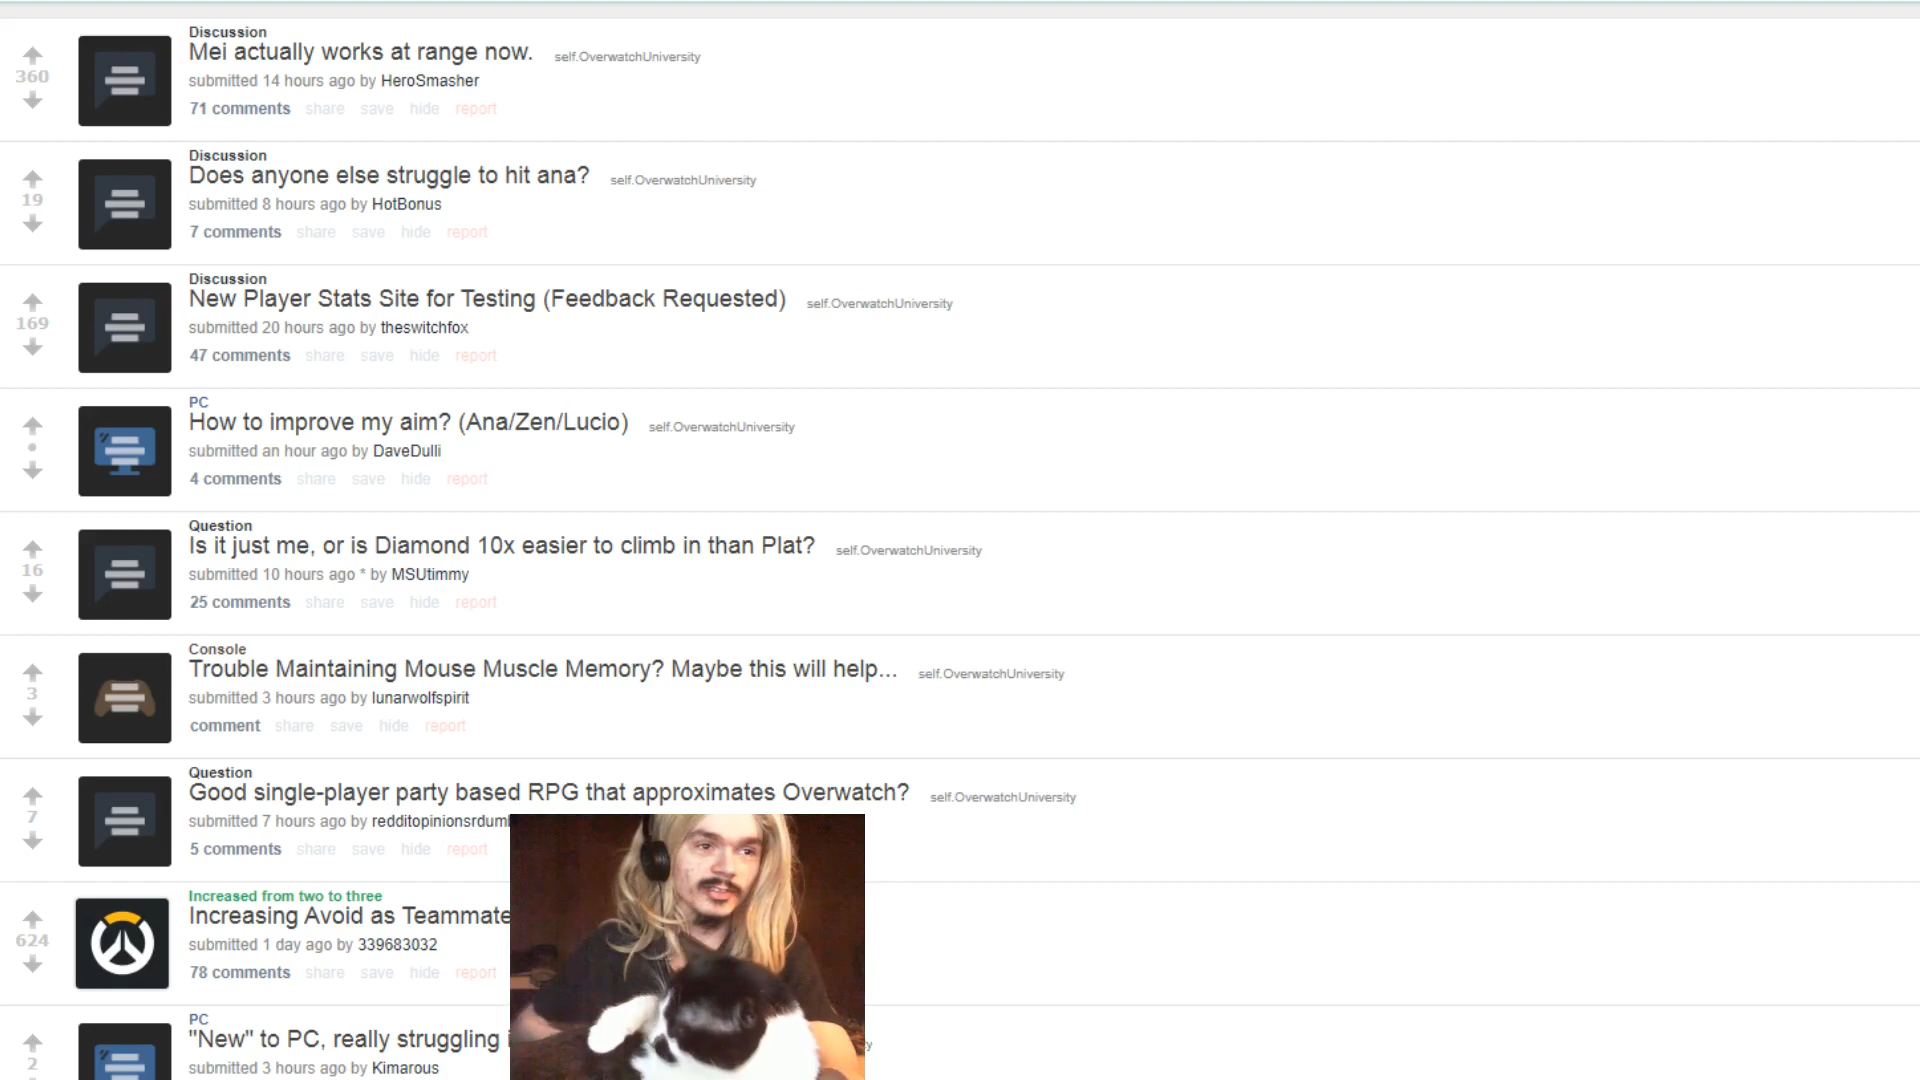 Discussion
Mei actually works at range now. self.OverwatchUniversity
360
submitted 14 hours ago by HeroSmasher
71 comments share save hide report
Discussion
Does anyone else struggle to hit ana? self.OverwatchUniversity
19
submitted 8 hours ago by HotBonus
7 comments share save hide report
Discussion
New Player Stats Site for Testing (Feedback Requested) self.OverwatchUniversity
169
submitted 20 hours ago by theswitchfox
47 comments share save hide report
PC
How to improve my aim? (Ana/Zen/Lucio) self.OverwatchUniversity
•
submitted an hour ago by DaveDulli
4 comments share save hide report
Question
Is it just me, or is Diamond 10x easier to climb in than Plat? self.OverwatchUniversity
16
submitted 10 hours ago * by MSUtimmy
25 comments share save hide report
Console
Trouble Maintaining Mouse Muscle Memory? Maybe this will help... self.OverwatchUniversity
3
submitted 3 hours ago by lunarwolfspirit
comment share save hide report
Question
Good single-player party based RPG that approximates Overwatch? self.OverwatchUniversity
7
submitted 7 hours ago by
5 comments share save hide report
Increased from two to three
Increasing Avoid as Teammate
624
submitted 1 day ago by 339683032
78 comments share save hide report
PC
"New" to PC, really struggling
2
submitted 3 hours ago by Kimarous